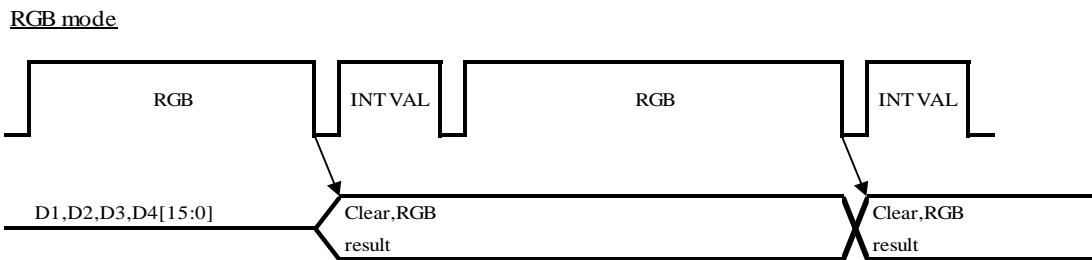 RGB mode
RGB
INTVAL
RGB
INTVAL
D1,D2,D3,D4[15:0]
Clear,RGB
result
Clear,RGB
result